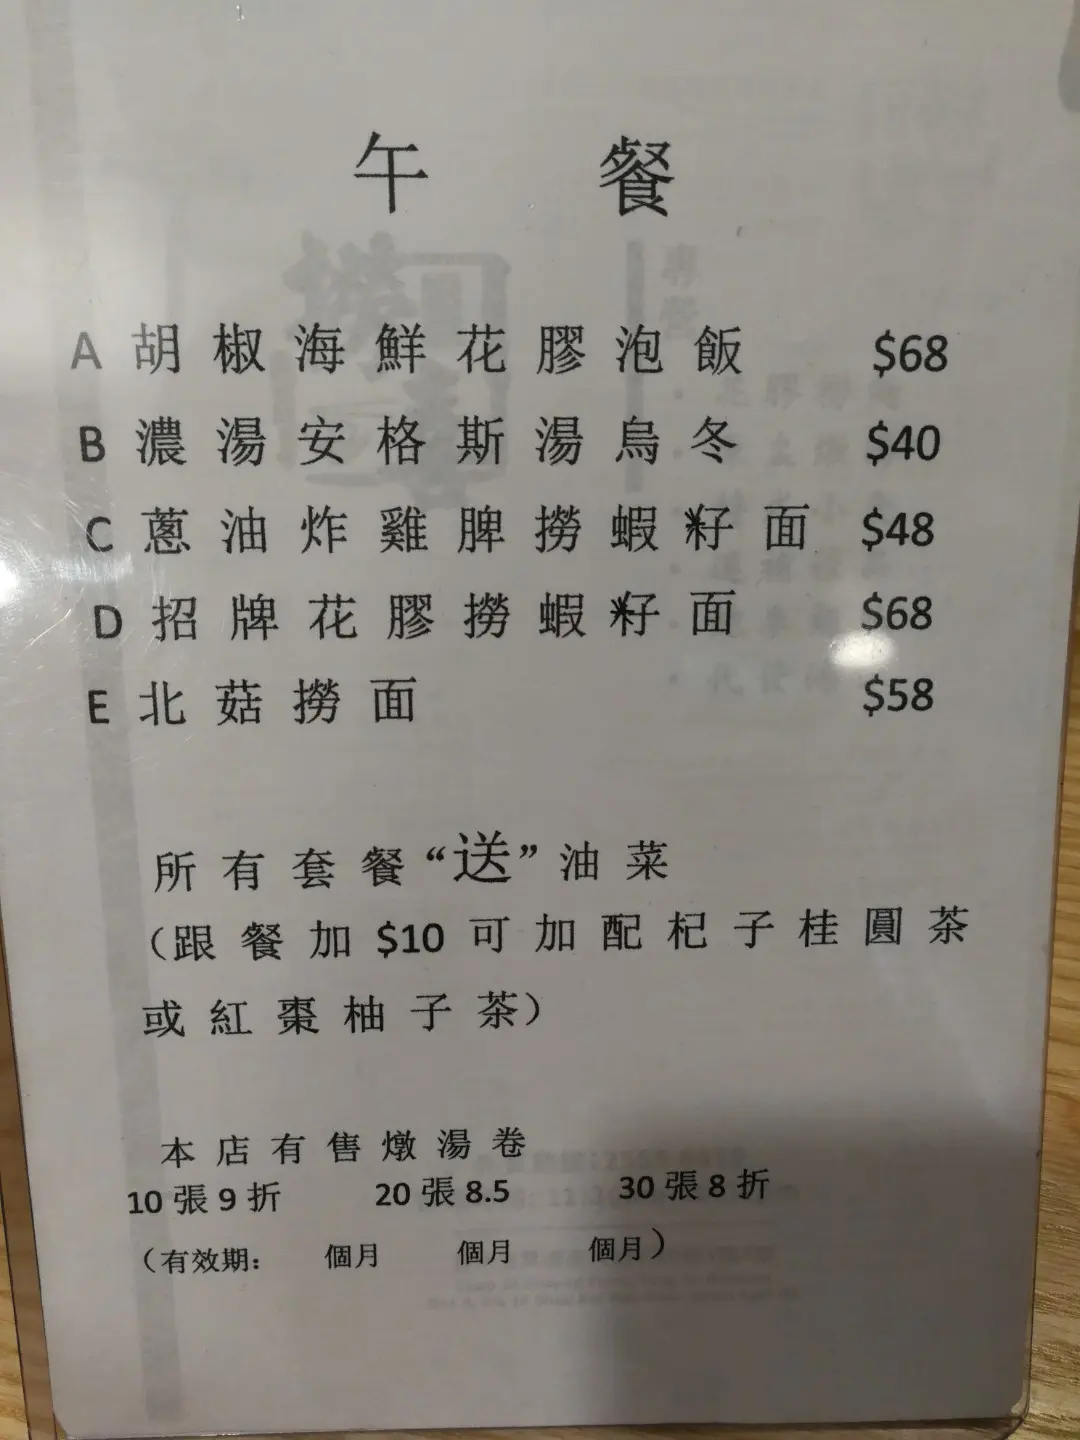 午餐
A 胡椒海鮮花膠泡飯 $68
B 濃湯安格斯湯烏冬 $40
C 蔥油炸雞脾撈蝦籽面 $48
D 招牌花膠撈蝦籽面 $68
E 北菇撈面 $58
所有套餐“送”油菜
（跟餐加 $10 可加配杞子桂圓茶
或紅棗柚子茶）
本店有售燉湯卷
10 張 9 折 20 張 8.5 30 張 8 折
（有效期： 個月 個月 個月）